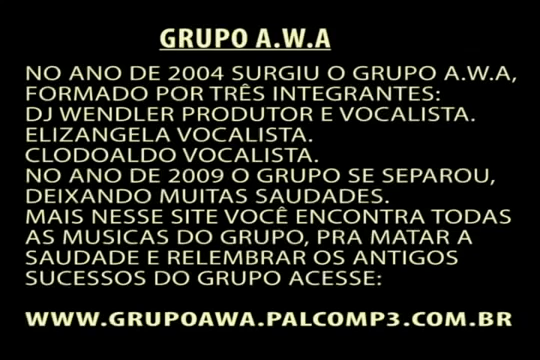 GRUPO A.W.A
NO ANO DE 2004 SURGIU O GRUPO A.W.A,
FORMADO POR TRÊS INTEGRANTES:
DJ WENDLER PRODUTOR E VOCALISTA.
ELIZANGELA VOCALISTA.
CLODOALDO VOCALISTA.
NO ANO DE 2009 O GRUPO SE SEPAROU,
DEIXANDO MUITAS SAUDADES.
MAIS NESSE SITE VOCÊ ENCONTRA TODAS
AS MUSICAS DO GRUPO, PRA MATAR A
SAUDADE E RELEMBRAR OS ANTIGOS
SUCESSOS DO GRUPO ACESSE:
WWW.GRUPOAWA.PALCOMP3.COM.BR